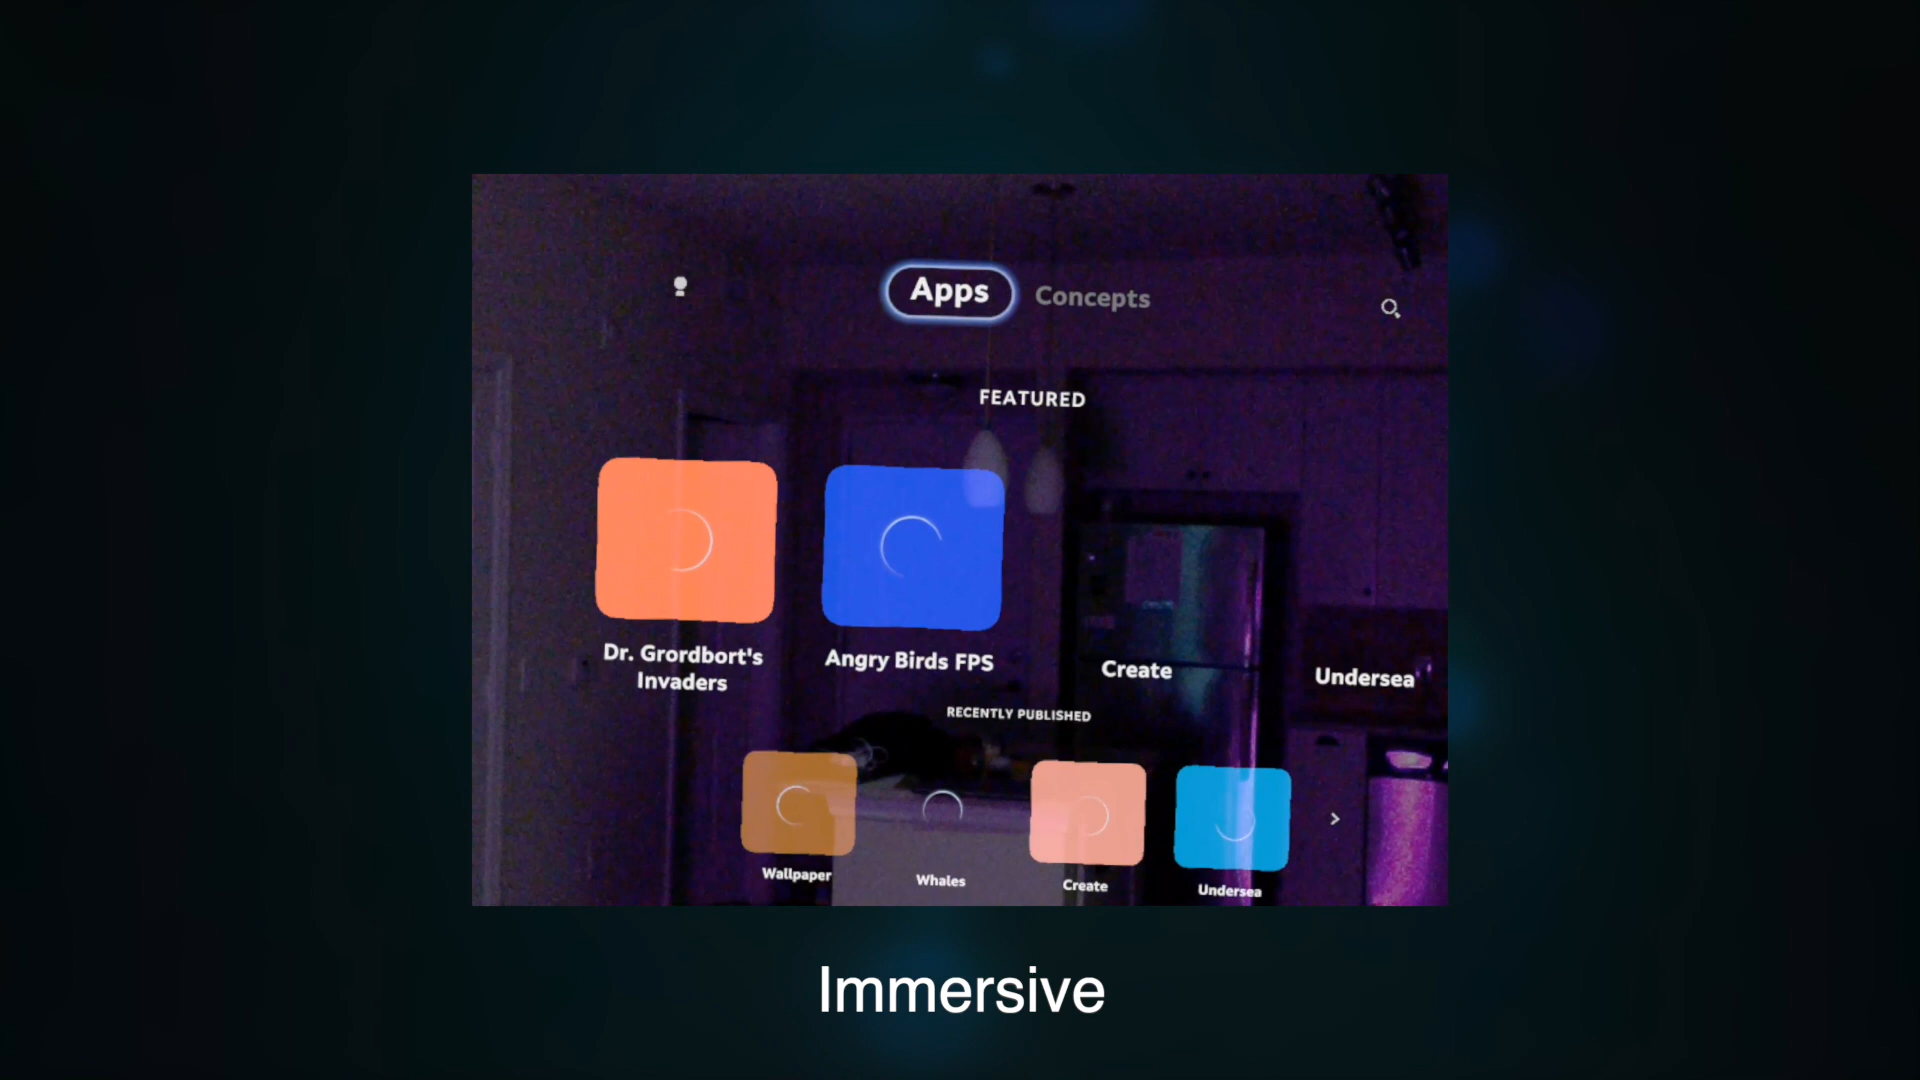 Apps Concepts
FEATURED
Dr. Grordbort's
Invaders
Angry Birds FPS
Create
Undersea
RECENTLY PUBLISHED
Wallpaper
Whales
Create
Undersea
Immersive